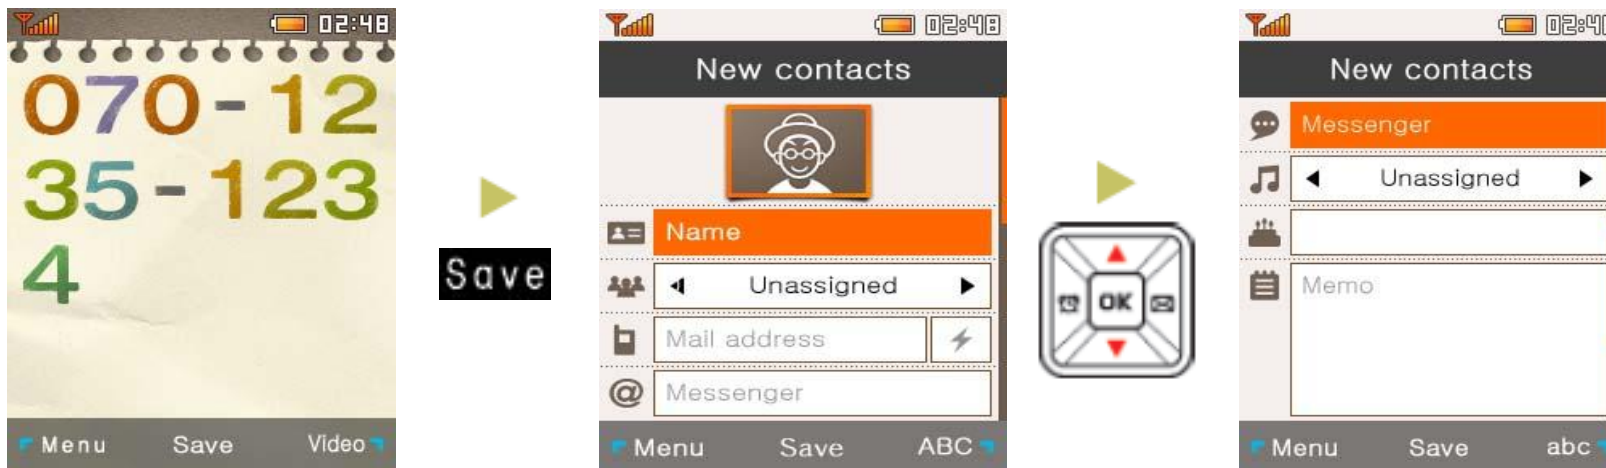 02:48
070-12
35-123
4
Menu Save Video
Save
02:48
New contacts
Name
Unassigned
Mail address
@ Messenger
Menu Save ABC
OK
New contacts
Messenger
Unassigned
Memo
Menu Save abc